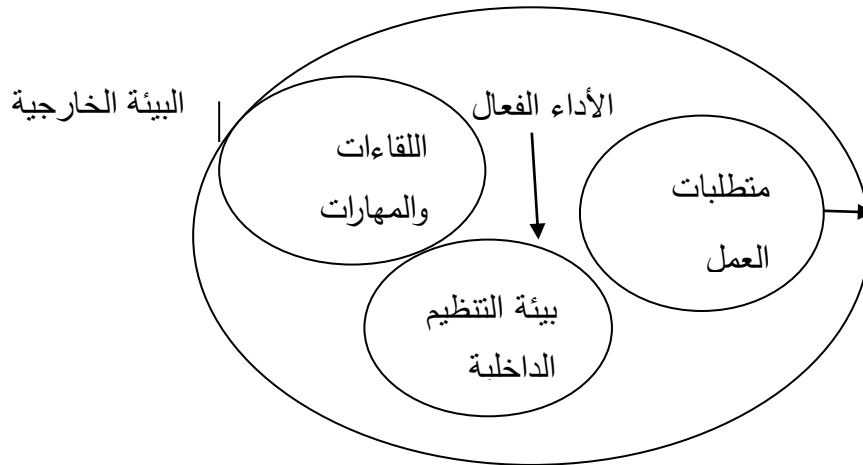 البيئة الخارجية
الأداء الفعال
اللقاءات
والمهارات
متطلبات
العمل
بيئة التنظيم
الداخلية